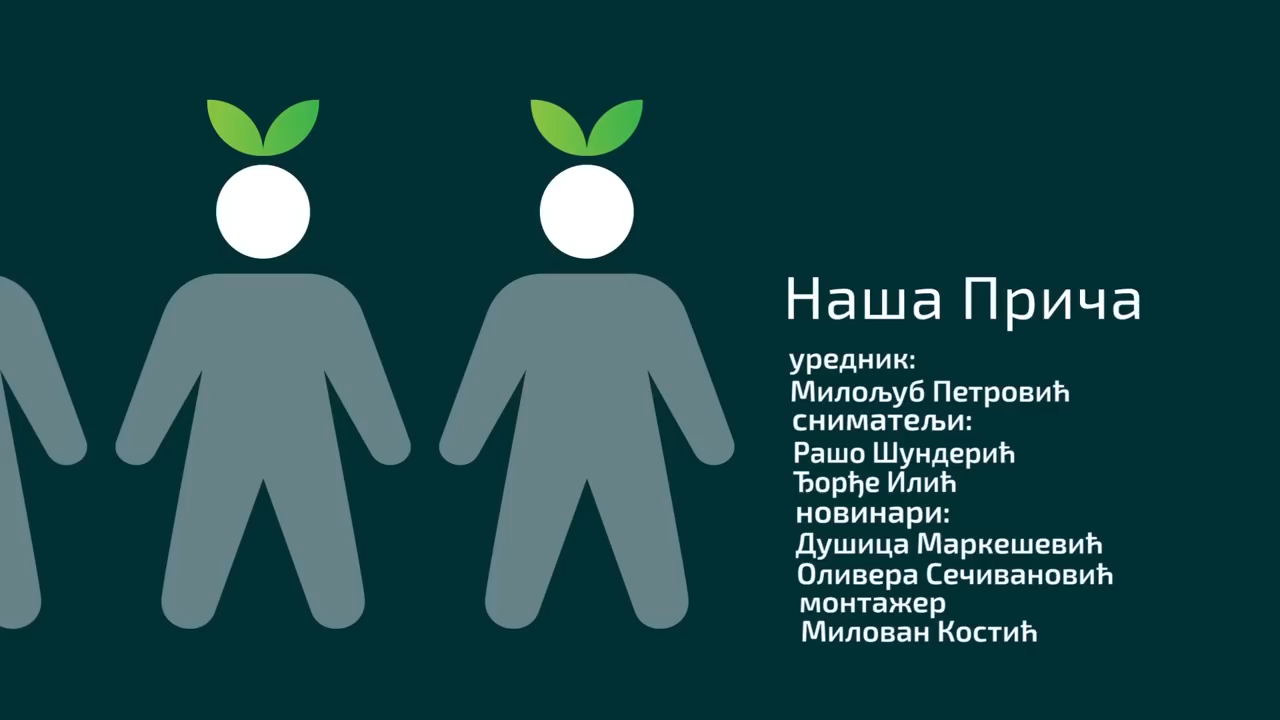 Наша Прича
уредник:
Милољуб Петровић
сниматељи:
Рашо Шундерић
Ђорђе Илић
новинари:
Душица Маркешевић
Оливера Сечивановић
монтажер
Милован Костић